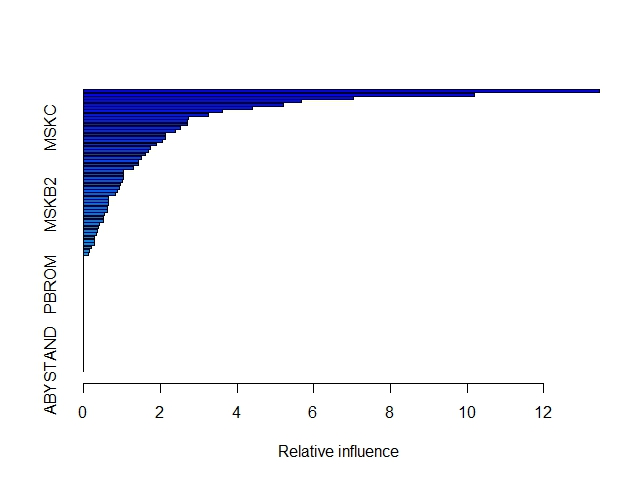 MSKC
MSKB2
PBROM
ABYSTAND
0 2 4 6 8 10 12
Relative influence